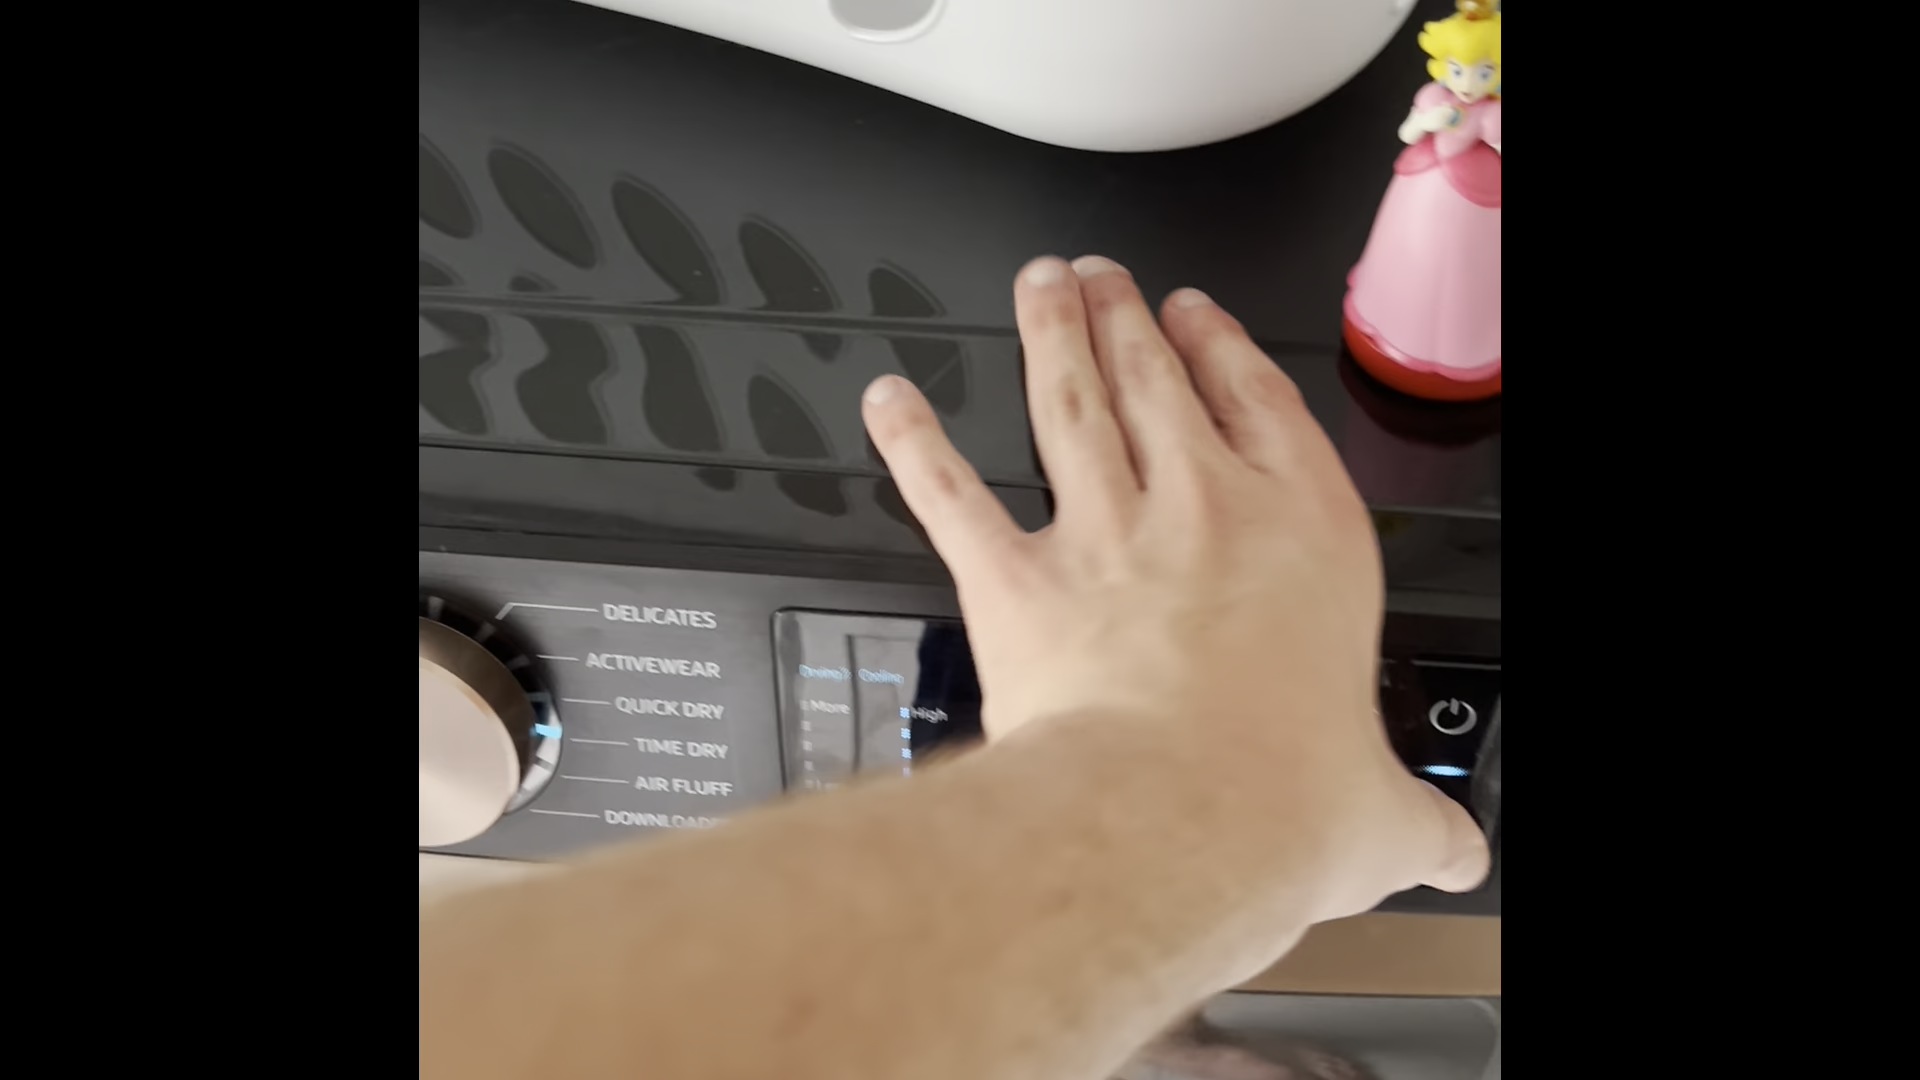 DELICATES
ACTIVEWEAR
QUICK DRY
TIME DRY
AIR FLUFF
More
High